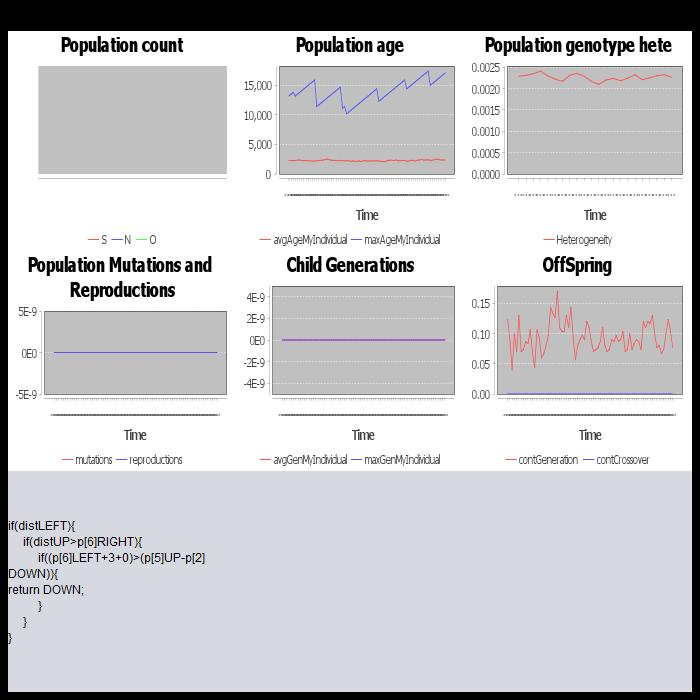 Population count
Population age
Population genotype hete
15,000
10,000
5,000
0
0.0025
0.0020
0.0015
0.0010
0.0005
0.0000
Time
Time
S N O
avgAgeMyIndividual maxAgeMyIndividual
Heterogeneity
Population Mutations and
Reproductions
Child Generations
OffSpring
5E-9
0E0
-5E-9
4E-9
2E-9
0E0
-2E-9
-4E-9
0.15
0.10
0.05
0.00
Time
Time
Time
mutations reproductions
avgGenMyIndividual maxGenMyIndividual
contGeneration contCrossover
if(distLEFT){
if(distUP>p[6]RIGHT){
if((p[6]LEFT+3+0)>(p[5]UP-p[2]
DOWN)){
return DOWN;
}
}
}